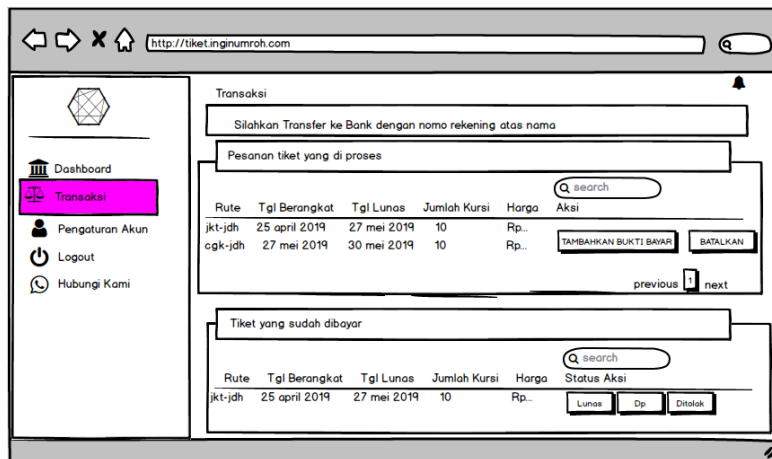 http://tiket.inginumroh.com
Dashboard
Transaksi
Pengaturan Akun
Logout
Hubungi Kami
Transaksi
Silahkan Transfer ke Bank dengan nomo rekening atas nama
Pesanan tiket yang di proses
search
Rute Tgl Berangkat Tgl Lunas Jumlah Kursi Harga Aksi
jkt-jdh 25 april 2019 27 mei 2019 10 Rp...
cgk-jdh 27 mei 2019 30 mei 2019 10 Rp... TAMBAHKAN BUKTI BAYAR BATALKAN
previous 1 next
Tiket yang sudah dibayar
search
Rute Tgl Berangkat Tgl Lunas Jumlah Kursi Harga Status Aksi
jkt-jdh 25 april 2019 27 mei 2019 10 Rp... Lunas Dp Ditolak